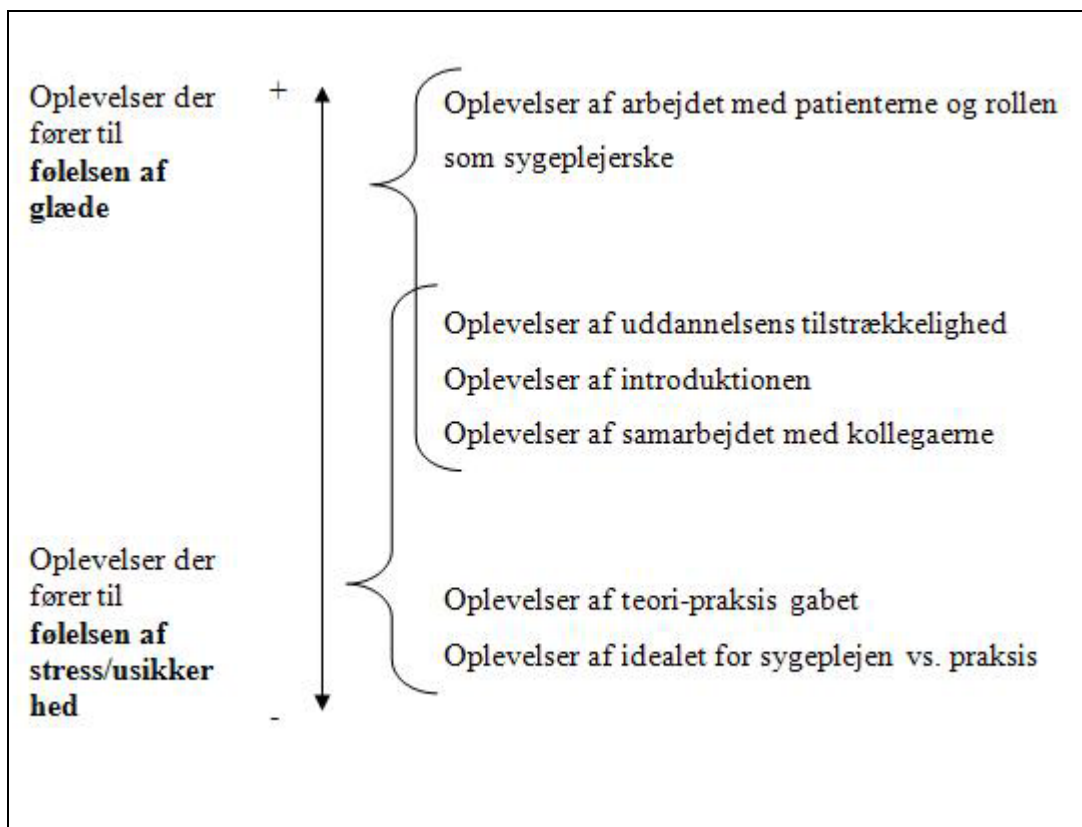 Oplevelser der
fører til
følelsen af
glæde
+
Oplevelser af arbejdet med patienterne og rollen
som sygeplejerske
Oplevelser af uddannelsens tilstrækkelighed
Oplevelser af introduktionen
Oplevelser af samarbejdet med kollegaerne
Oplevelser der
fører til
følelsen af
stress/usikker
hed
-
Oplevelser af teori-praksis gabet
Oplevelser af idealet for sygeplejen vs. praksis